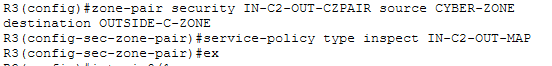 R3(config)#zone-pair security IN-C2-OUT-CZPAIR source CYBER-ZONE
destination OUTSIDE-C-ZONE
R3(config-sec-zone-pair)#service-policy type inspect IN-C2-OUT-MAP
R3(config-sec-zone-pair)#ex